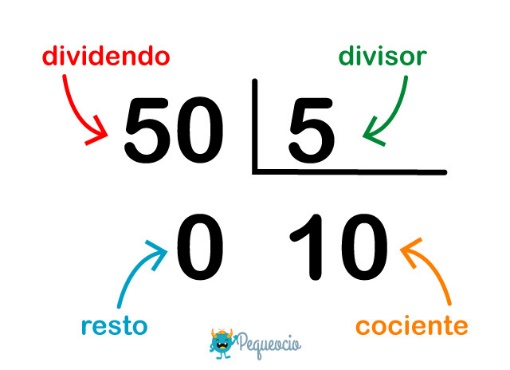 dividendo divisor
50 5
0 10
resto cociente
Pequeocio